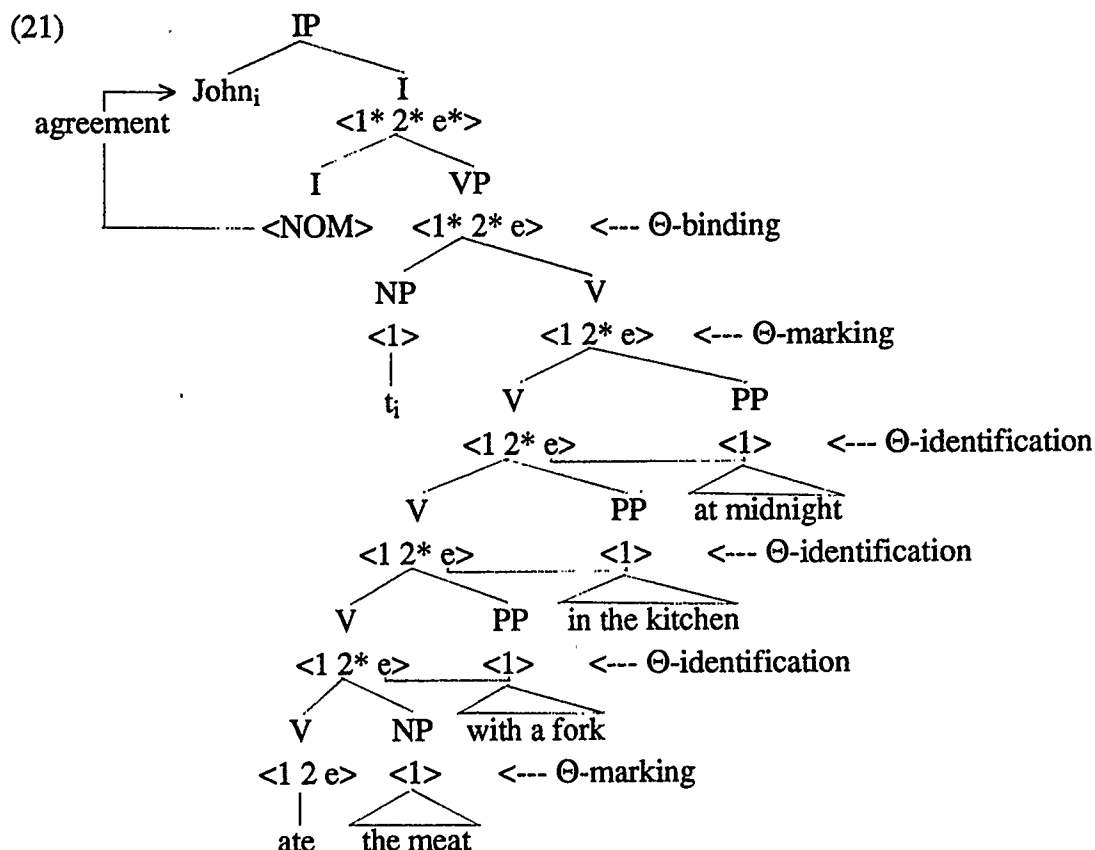 (21) IP
John_i I
agreement <1* 2* e*>
I VP
<NOM> <1* 2* e> <--- Θ-binding
NP V
<1> <1 2* e> <--- Θ-marking
t_i V PP
<1 2* e> <1> <--- Θ-identification
V PP at midnight
<1 2* e> <1> <--- Θ-identification
V PP in the kitchen
<1 2* e> <1> <--- Θ-identification
V NP with a fork
<1 2 e> <1> <--- Θ-marking
ate the meat